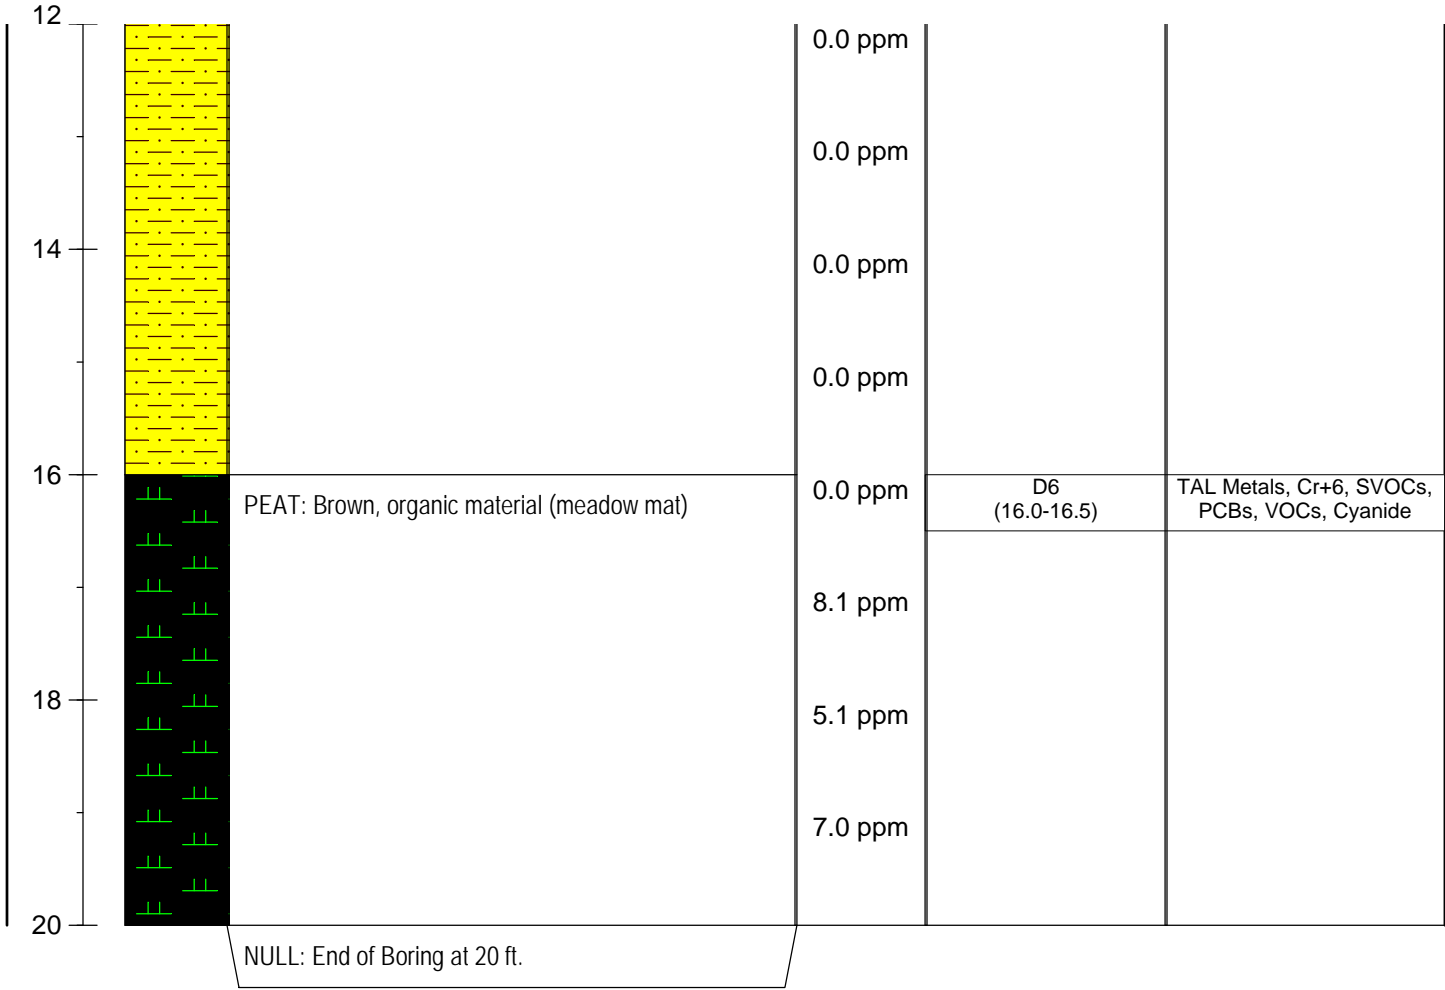 12
0.0 ppm
0.0 ppm
14
0.0 ppm
0.0 ppm
16
PEAT: Brown, organic material (meadow mat)
0.0 ppm
D6
(16.0-16.5)
TAL Metals, Cr+6, SVOCs,
PCBs, VOCs, Cyanide
8.1 ppm
18
5.1 ppm
7.0 ppm
20
NULL: End of Boring at 20 ft.